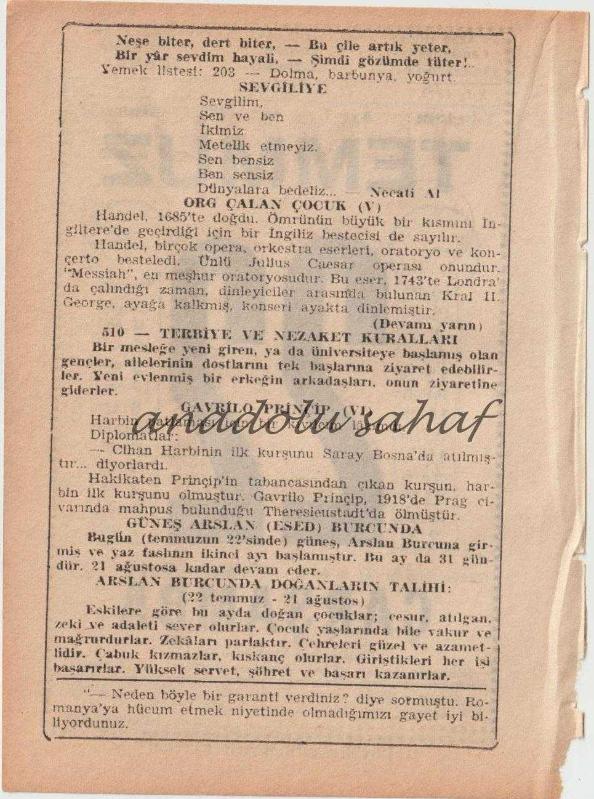 Neşe biter, dert biter, — Bu çile artık yeter,
Bir yâr sevdim hayali, — Şimdi gözümde tüter!..
Yemek listesi: 203 — Dolma, barbunya, yoğurt.
SEVGİLİYE
Sevgilim,
Sen ve ben
İkimiz
Metelik etmeyiz.
Sen bensiz
Ben sensiz
Dünyalara bedeliz... — Necati Al
ORG ÇALAN ÇOCUK (V)
Handel, 1685'te doğdu. Ömrünün büyük bir kısmını İn-
giltere'de geçirdiği için bir İngiliz bestecisi de sayılır.
Handel, birçok opera, orkestra eserleri, oratoryo ve kon-
çerto besteledi. Ünlü Julius Caesar operası onundur.
"Messiah", en meşhur oratoryosudur. Bu eser, 1743'te Londra'
da çalındığı zaman, dinleyiciler arasında bulunan Kral II.
George, ayağa kalkmış, konseri ayakta dinlemiştir.
(Devamı yarın)
510 — TERBİYE VE NEZAKET KURALLARI
Bir mesleğe yeni giren, ya da üniversiteye başlamış olan
gençler, ailelerinin dostlarını tek başlarına ziyaret edebilir-
ler. Yeni evlenmiş bir erkeğin arkadaşları, onun ziyaretine
giderler.
GAVRİLO PRİNÇİP (VI)
anadolu sahaf
Harbin için bir
Diplomatlar:
— Cihan Harbinin ilk kurşunu Saray Bosna'da atılmış-
tır... diyorlardı.
Hakikaten Prinçip'in tabancasından çıkan kurşun, har-
bin ilk kurşunu olmuştur. Gavrilo Prinçip, 1918'de Prag ci-
varında mahpus bulunduğu Theresienstadt'da ölmüştür.
GÜNEŞ ARSLAN (ESED) BURCUNDA
Bugün (temmuzun 22'sinde) güneş, Arslan Burcuna gir-
miş ve yaz faslının ikinci ayı başlamıştır. Bu ay da 31 gün-
dür. 21 ağustosa kadar devam eder.
ARSLAN BURCUNDA DOĞANLARIN TALİHİ:
(22 temmuz - 21 ağustos)
Eskilere göre bu ayda doğan çocuklar; cesur, atılgan,
zeki ve adaleti sever olurlar. Çocuk yaşlarında bile vakur ve
mağrurdurlar. Zekâları parlaktır. Çehreleri güzel ve azamet-
lidir. Çabuk kızmazlar, kıskanç olurlar. Giriştikleri her işi
başarırlar. Yüksek servet, şöhret ve başarı kazanırlar.
"— Neden böyle bir garanti verdiniz? diye sormuştu. Ro-
manya'ya hücum etmek niyetinde olmadığımızı gayet iyi bi-
liyordunuz.